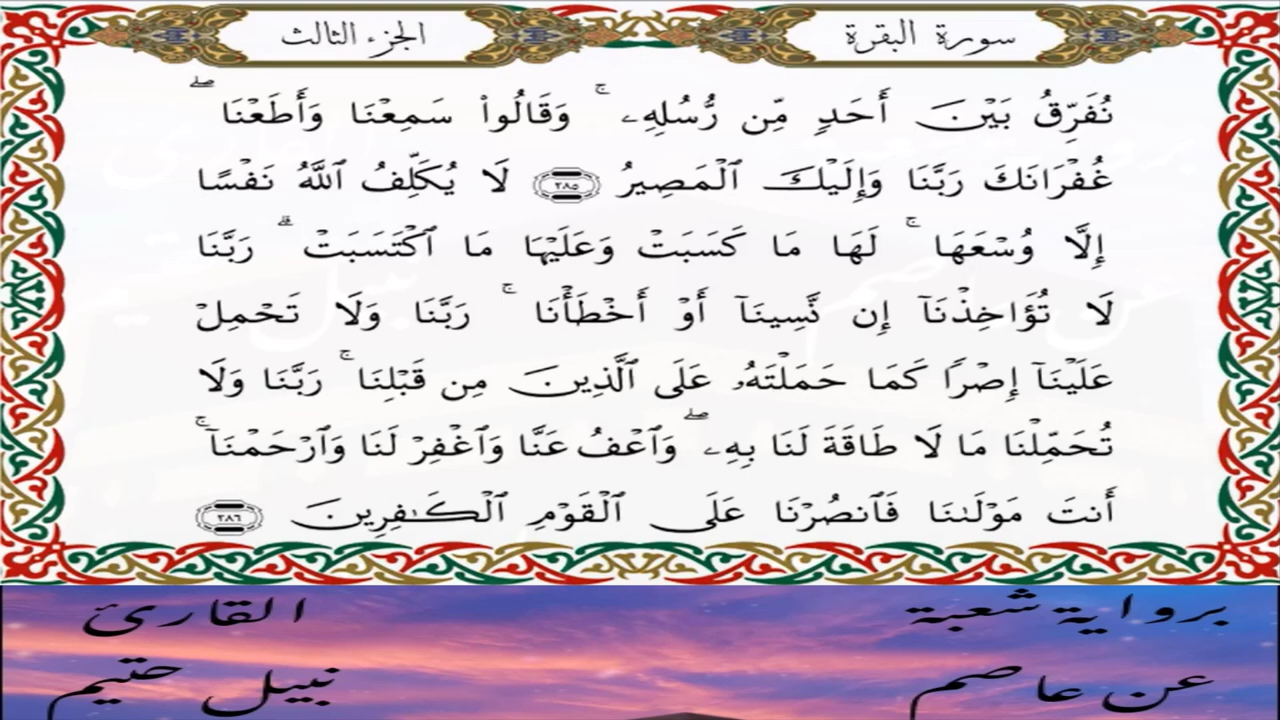 سورة البقرة
الجزء الثالث
نُفَرِّقُ بَيْنَ أَحَدٍ مِّن رُّسُلِهِۦ ۚ وَقَالُوا۟ سَمِعْنَا وَأَطَعْنَا ۖ
غُفْرَانَكَ رَبَّنَا وَإِلَيْكَ ٱلْمَصِيرُ ٢٨٥ لَا يُكَلِّفُ ٱللَّهُ نَفْسًا
إِلَّا وُسْعَهَا ۚ لَهَا مَا كَسَبَتْ وَعَلَيْهَا مَا ٱكْتَسَبَتْ ۗ رَبَّنَا
لَا تُؤَاخِذْنَآ إِن نَّسِينَآ أَوْ أَخْطَأْنَا ۚ رَبَّنَا وَلَا تَحْمِلْ
عَلَيْنَآ إِصْرًا كَمَا حَمَلْتَهُۥ عَلَى ٱلَّذِينَ مِن قَبْلِنَا ۚ رَبَّنَا وَلَا
تُحَمِّلْنَا مَا لَا طَاقَةَ لَنَا بِهِۦ ۖ وَٱعْفُ عَنَّا وَٱغْفِرْ لَنَا وَٱرْحَمْنَآ ۚ
أَنتَ مَوْلَىٰنَا فَٱنصُرْنَا عَلَى ٱلْقَوْمِ ٱلْكَـٰفِرِينَ ٢٨٦
برواية شعبة
عن عاصم
القارئ
نبيل حتيم